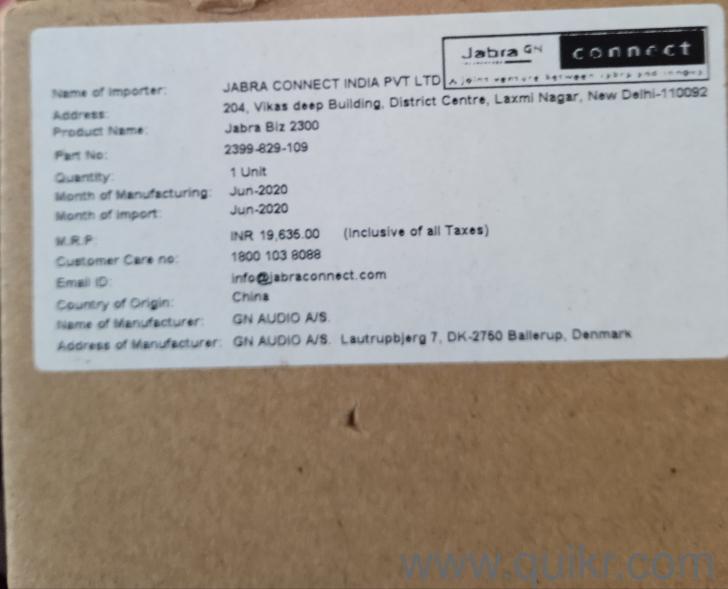 Jabra GN connect
A joint venture between
Name of Importer: JABRA CONNECT INDIA PVT LTD
Address: 204, Vikas deep Building, District Centre, Laxmi Nagar, New Delhi-110092
Product Name: Jabra Biz 2300
Part No: 2399-829-109
Quantity: 1 Unit
Month of Manufacturing: Jun-2020
Month of Import: Jun-2020
M.R.P: INR 19,635.00 (Inclusive of all Taxes)
Customer Care no: 1800 103 8088
Email ID: info@jabraconnect.com
Country of Origin: China
Name of Manufacturer: GN AUDIO A/S.
Address of Manufacturer: GN AUDIO A/S. Lautrupbjerg 7, DK-2750 Ballerup, Denmark
www.quikr.com